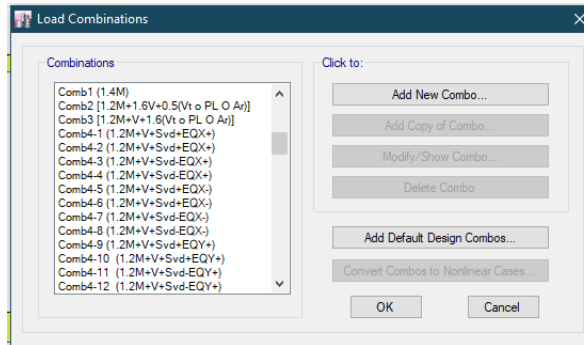 Load Combinations
Combinations
Comb1 (1.4M)
Comb2 [1.2M+1.6V+0.5(Vt o PL O Ar)]
Comb3 [1.2M+V+1.6(Vt o PL O Ar)]
Comb4-1 (1.2M+V+Svd+EQX+)
Comb4-2 (1.2M+V+Svd+EQX+)
Comb4-3 (1.2M+V+Svd-EQX+)
Comb4-4 (1.2M+V+Svd-EQX+)
Comb4-5 (1.2M+V+Svd+EQX-)
Comb4-6 (1.2M+V+Svd+EQX-)
Comb4-7 (1.2M+V+Svd-EQX-)
Comb4-8 (1.2M+V+Svd-EQX-)
Comb4-9 (1.2M+V+Svd+EQY+)
Comb4-10 (1.2M+V+Svd+EQY+)
Comb4-11 (1.2M+V+Svd-EQY+)
Comb4-12 (1.2M+V+Svd-EQY+)
Click to:
Add New Combo...
Add Copy of Combo...
Modify/Show Combo...
Delete Combo
Add Default Design Combos...
Convert Combos to Nonlinear Cases...
OK
Cancel